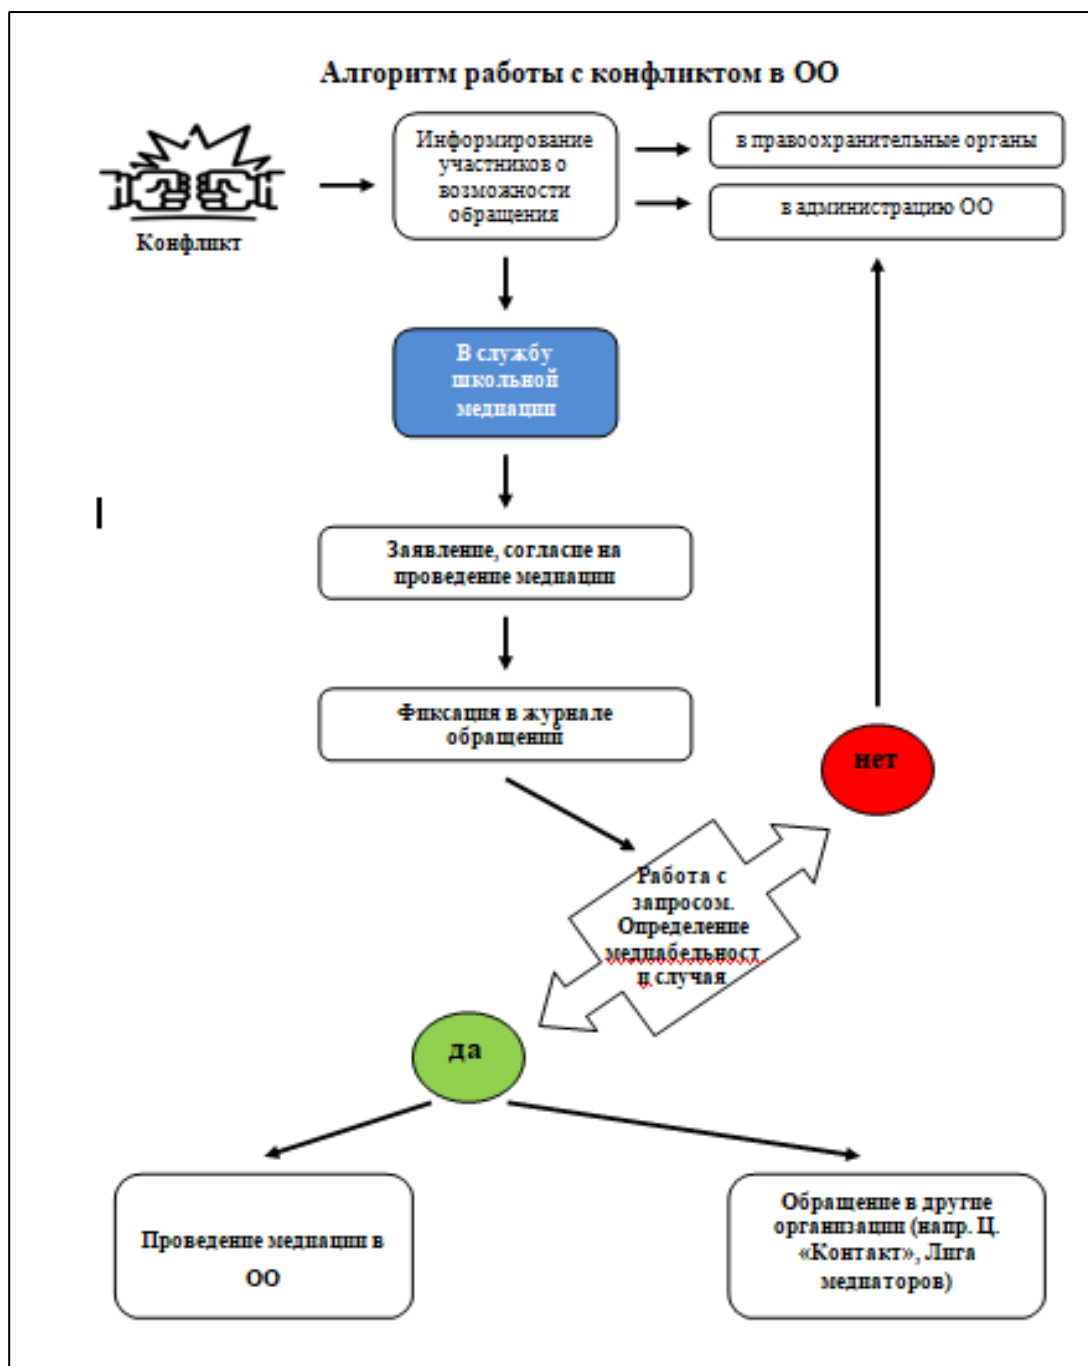 Алгоритм работы с конфликтом в ОО
Конфликт
Информирование
участников о
возможности
обращения
в правоохранительные органы
в администрацию ОО
В службу
школьной
медиации
Заявление, согласие на
проведение медиации
Фиксация в журнале
обращений
нет
Работа с
запросом.
Определение
медиабельност
и случая
да
Проведение медиации в
ОО
Обращение в другие
организации (напр. Ц.
«Контакт», Лига
медиаторов)